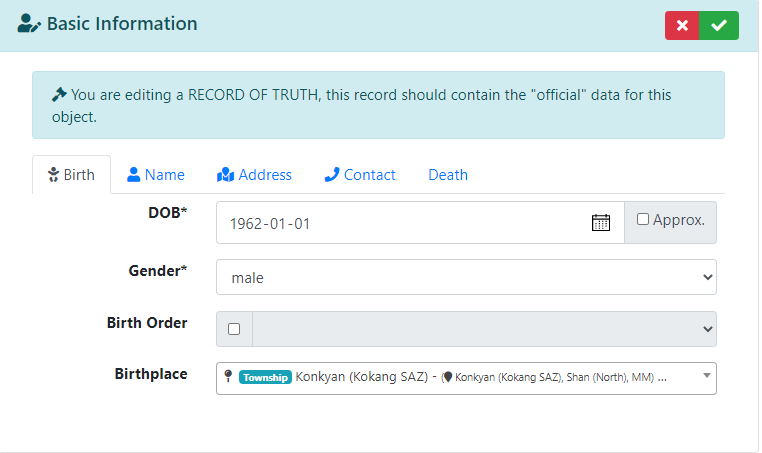 Basic Information
You are editing a RECORD OF TRUTH, this record should contain the "official" data for this
object.
Birth Name Address Contact Death
DOB* 1962-01-01 Approx.
Gender* male
Birth Order
Birthplace Township Konkyan (Kokang SAZ) - (Konkyan (Kokang SAZ), Shan (North), MM) ...